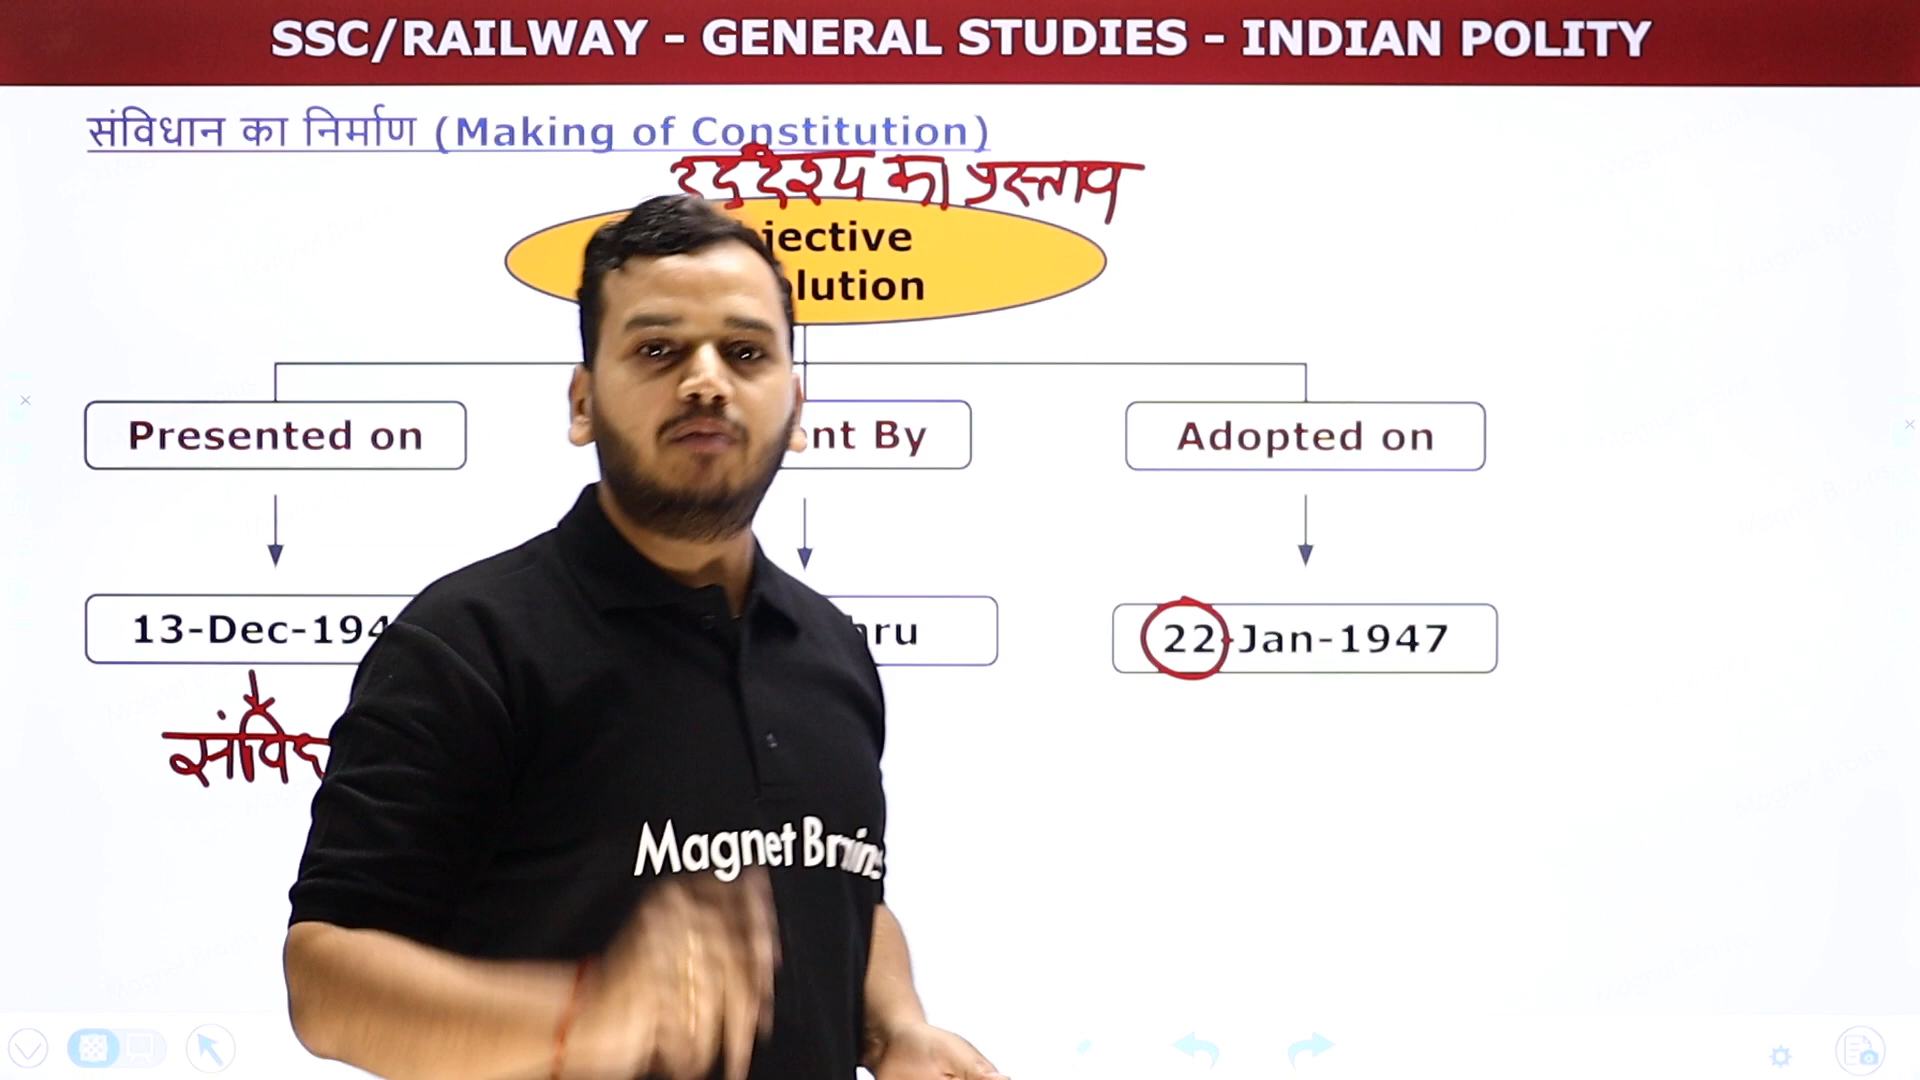 SSC/RAILWAY - GENERAL STUDIES - INDIAN POLITY
संविधान का निर्माण (Making of Constitution)
उद्देश्य का प्रस्ताव
jective
lution
Presented on
nt By
Adopted on
13-Dec-194
hru
22-Jan-1947
Magnet Brains